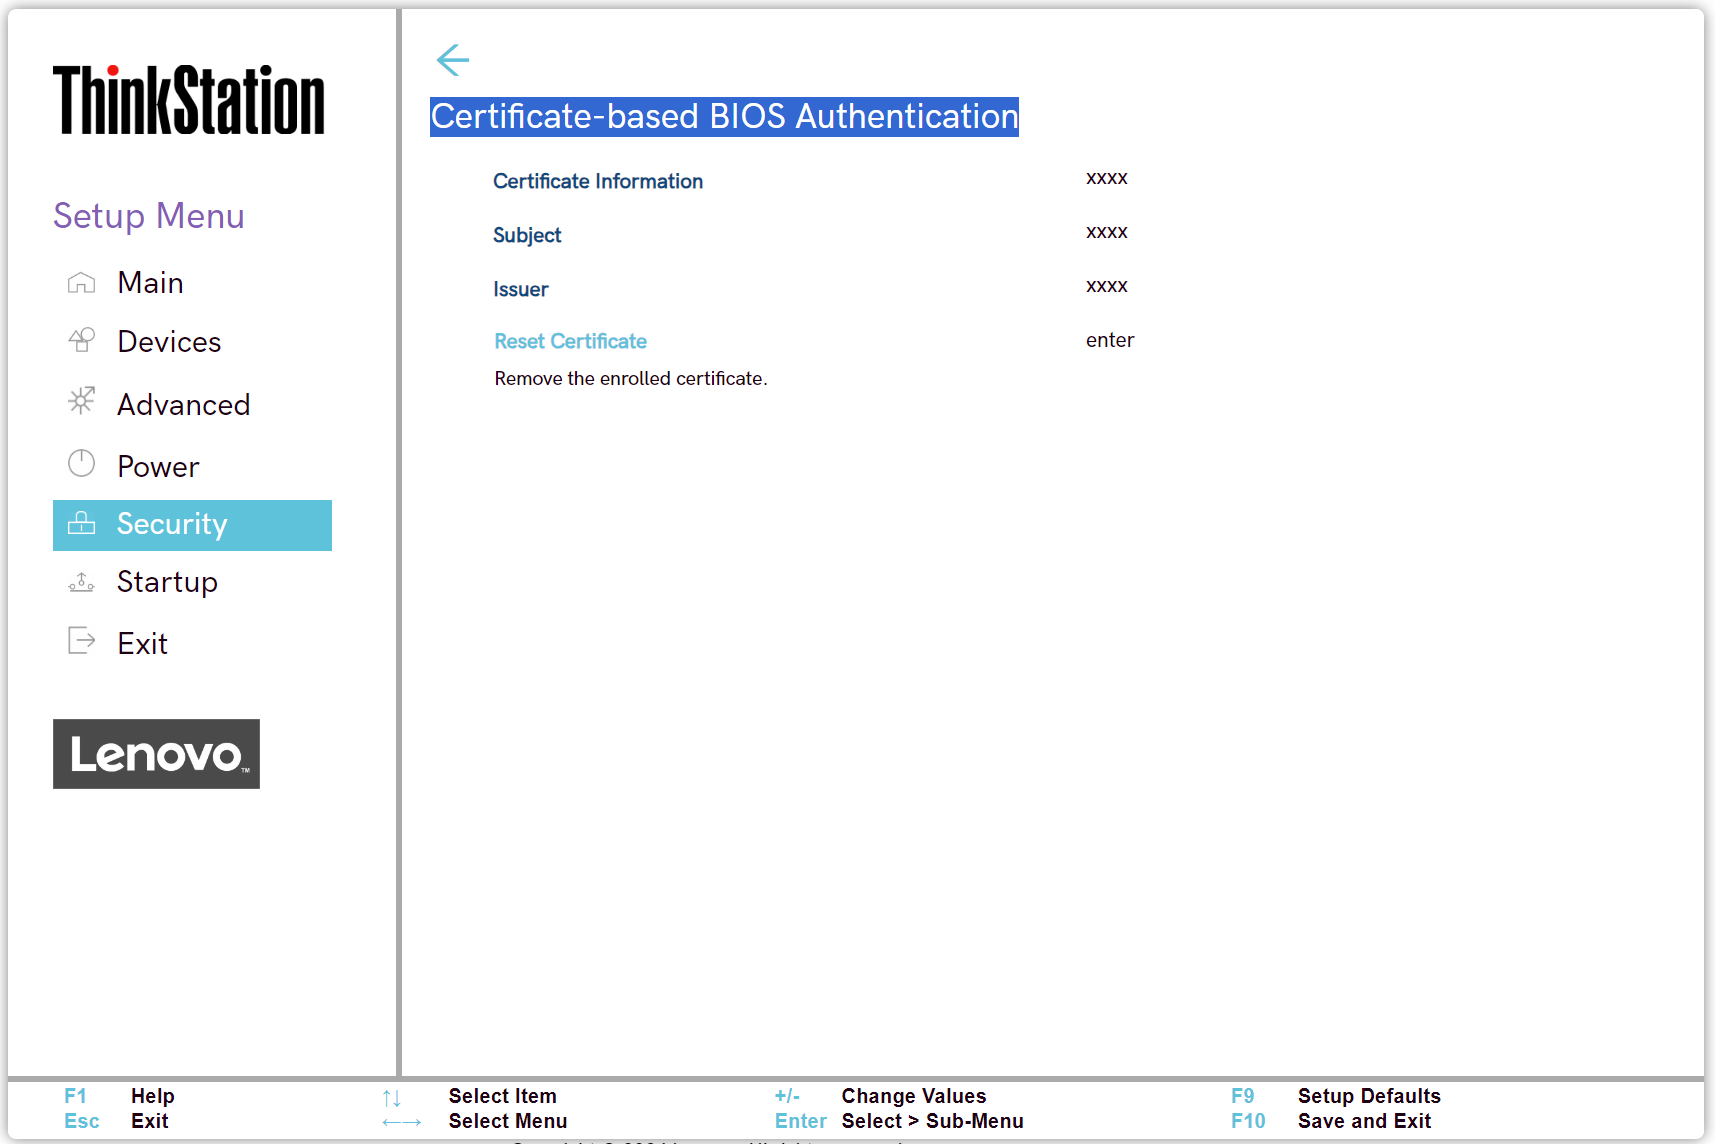 ThinkStation
Setup Menu
Main
Devices
Advanced
Power
Security
Startup
Exit
Lenovo™
Certificate-based BIOS Authentication
Certificate Information xxxx
Subject xxxx
Issuer xxxx
Reset Certificate enter
Remove the enrolled certificate.
F1 Help ↑↓ Select Item +/- Change Values F9 Setup Defaults
Esc Exit ←→ Select Menu Enter Select > Sub-Menu F10 Save and Exit